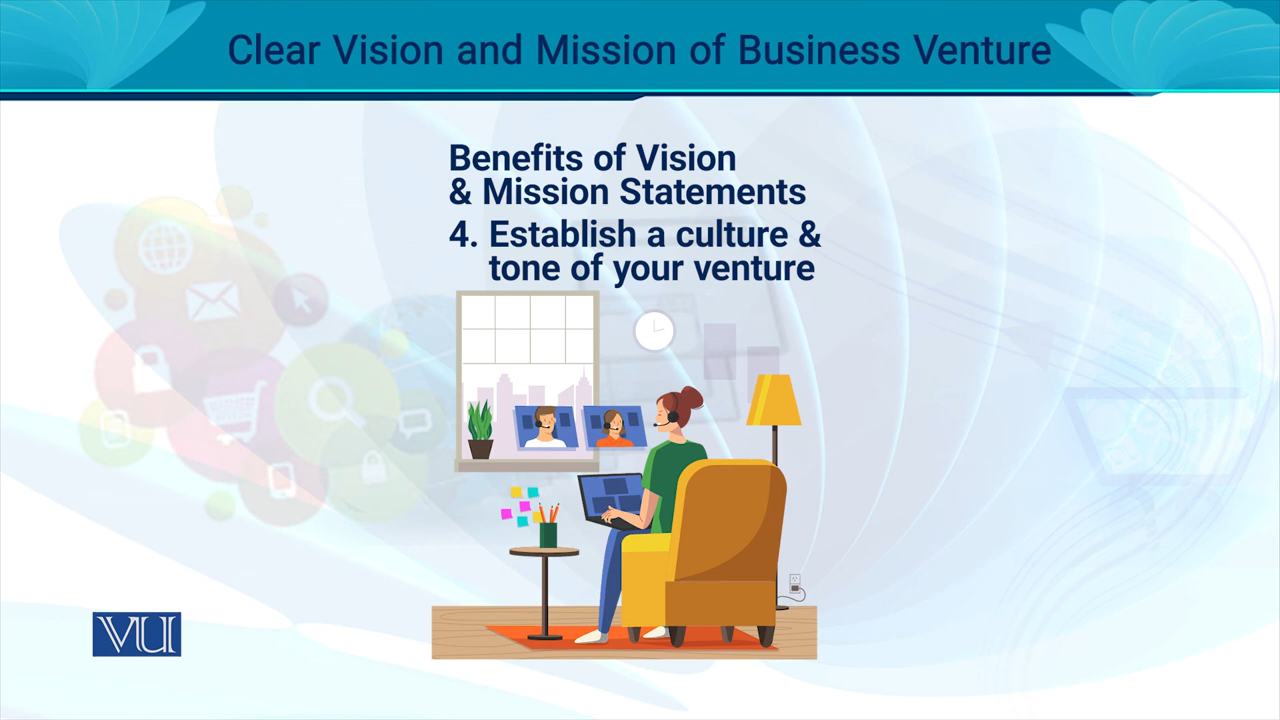 Clear Vision and Mission of Business Venture
Benefits of Vision
& Mission Statements
4. Establish a culture &
tone of your venture
VU